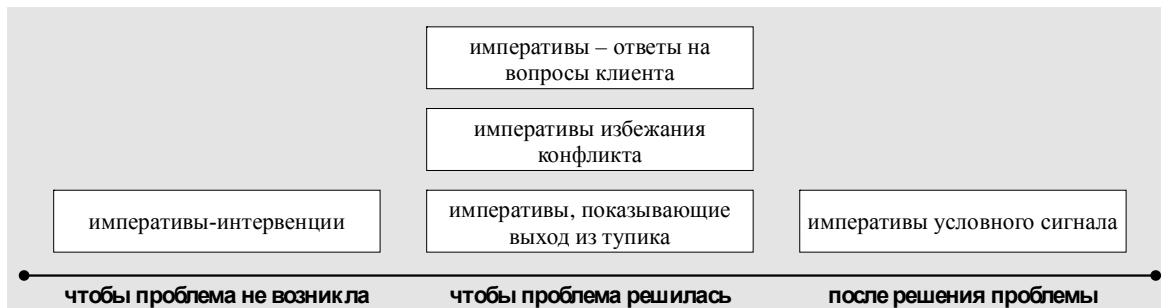 императивы – ответы на
вопросы клиента
императивы избежания
конфликта
императивы-интервенции
императивы, показывающие
выход из тупика
императивы условного сигнала
чтобы проблема не возникла
чтобы проблема решилась
после решения проблемы